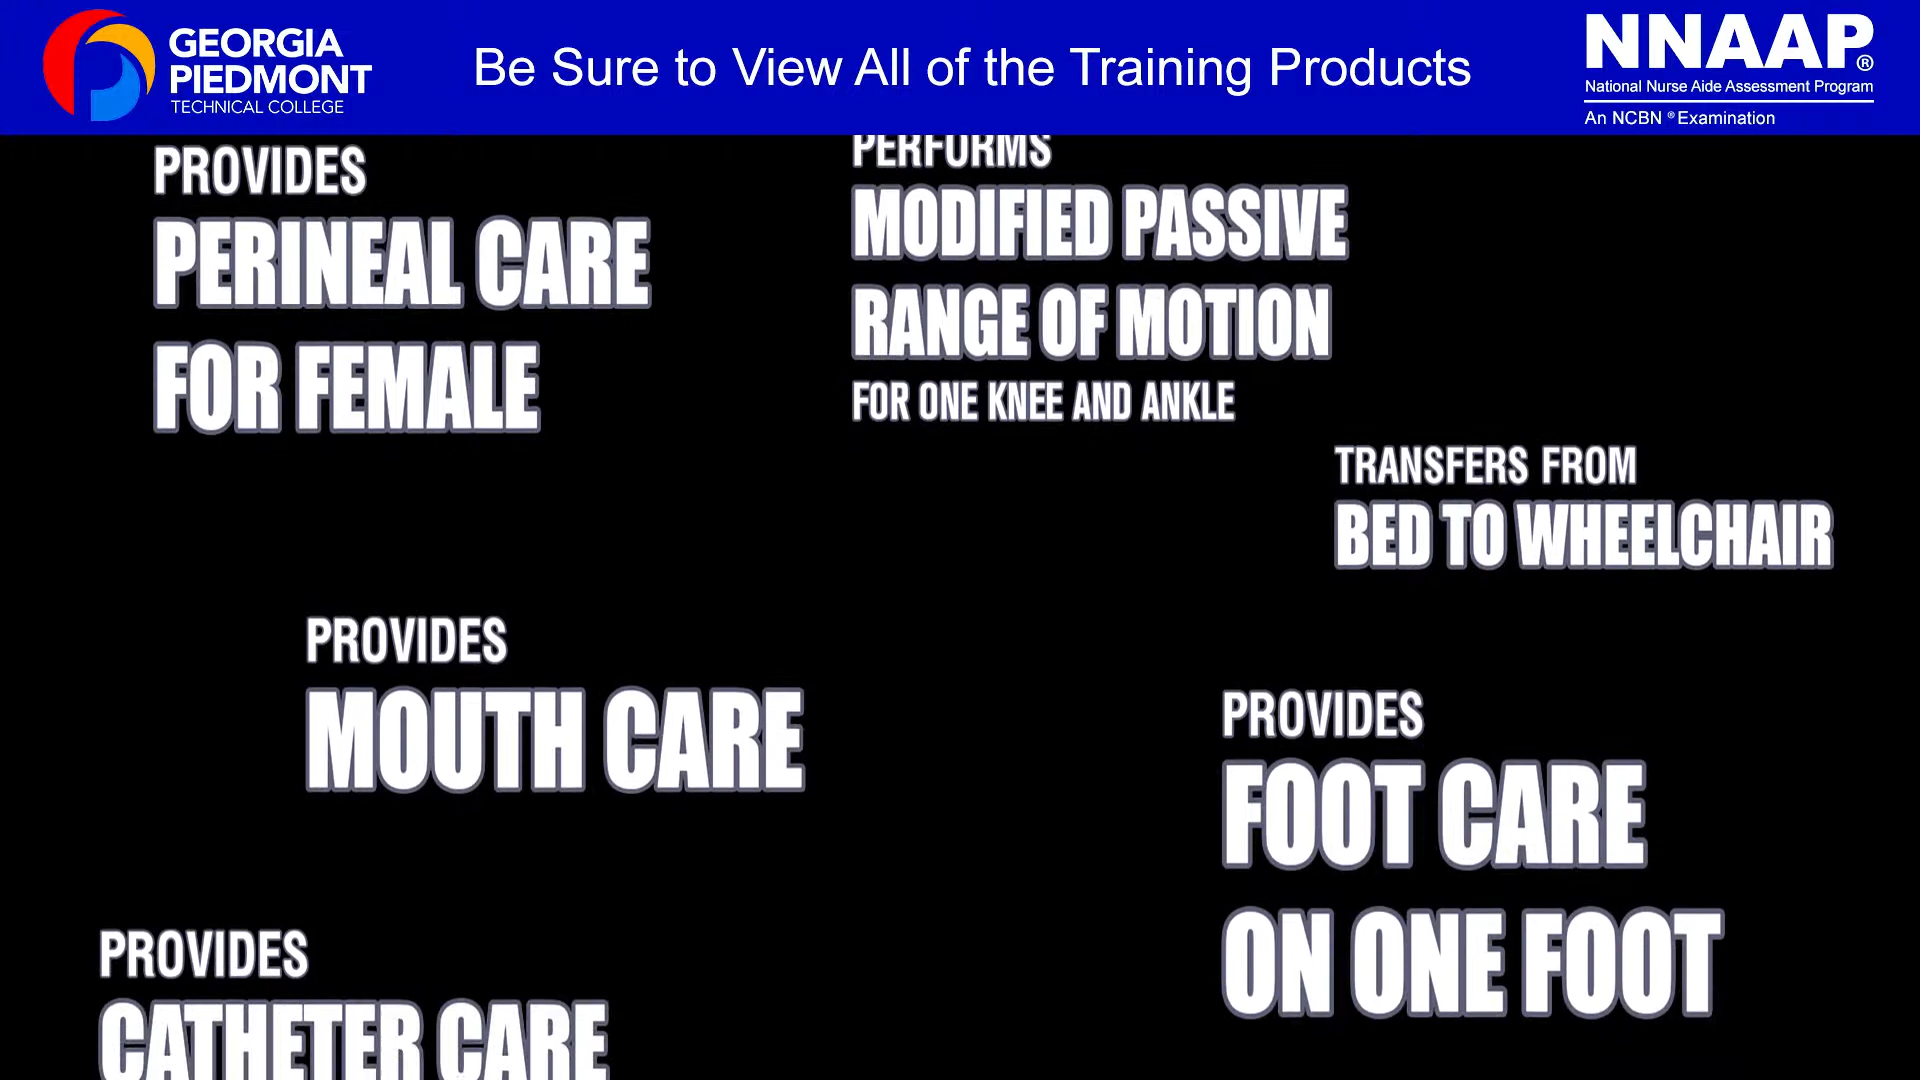 GEORGIA
PIEDMONT
TECHNICAL COLLEGE
Be Sure to View All of the Training Products
NNAAP®
National Nurse Aide Assessment Program
An NCBN ® Examination
PROVIDES
PERINEAL CARE
FOR FEMALE
PERFORMS
MODIFIED PASSIVE
RANGE OF MOTION
FOR ONE KNEE AND ANKLE
TRANSFERS FROM
BED TO WHEELCHAIR
PROVIDES
MOUTH CARE
PROVIDES
FOOT CARE
ON ONE FOOT
PROVIDES
CATHETER CARE